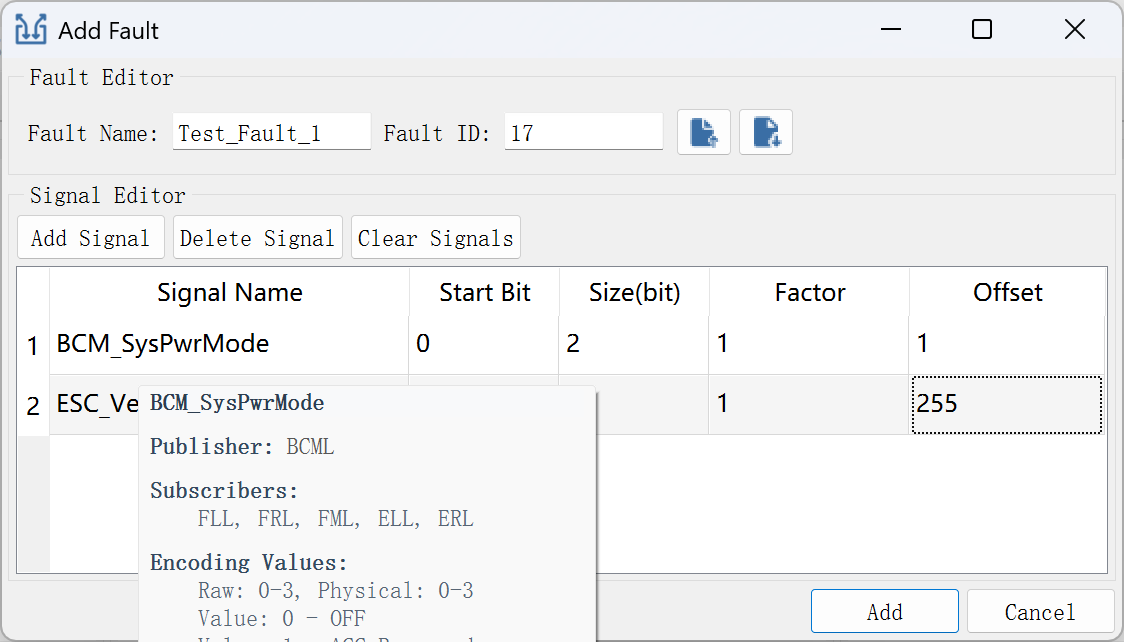 Add Fault
Fault Editor
Fault Name: Test_Fault_1 Fault ID: 17
Signal Editor
Add Signal Delete Signal Clear Signals
Signal Name Start Bit Size(bit) Factor Offset
1 BCM_SysPwrMode 0 2 1 1
2 ESC_Ve 1 255
BCM_SysPwrMode
Publisher: BCML
Subscribers:
FLL, FRL, FML, ELL, ERL
Encoding Values:
Raw: 0-3, Physical: 0-3
Value: 0 - OFF
Add Cancel